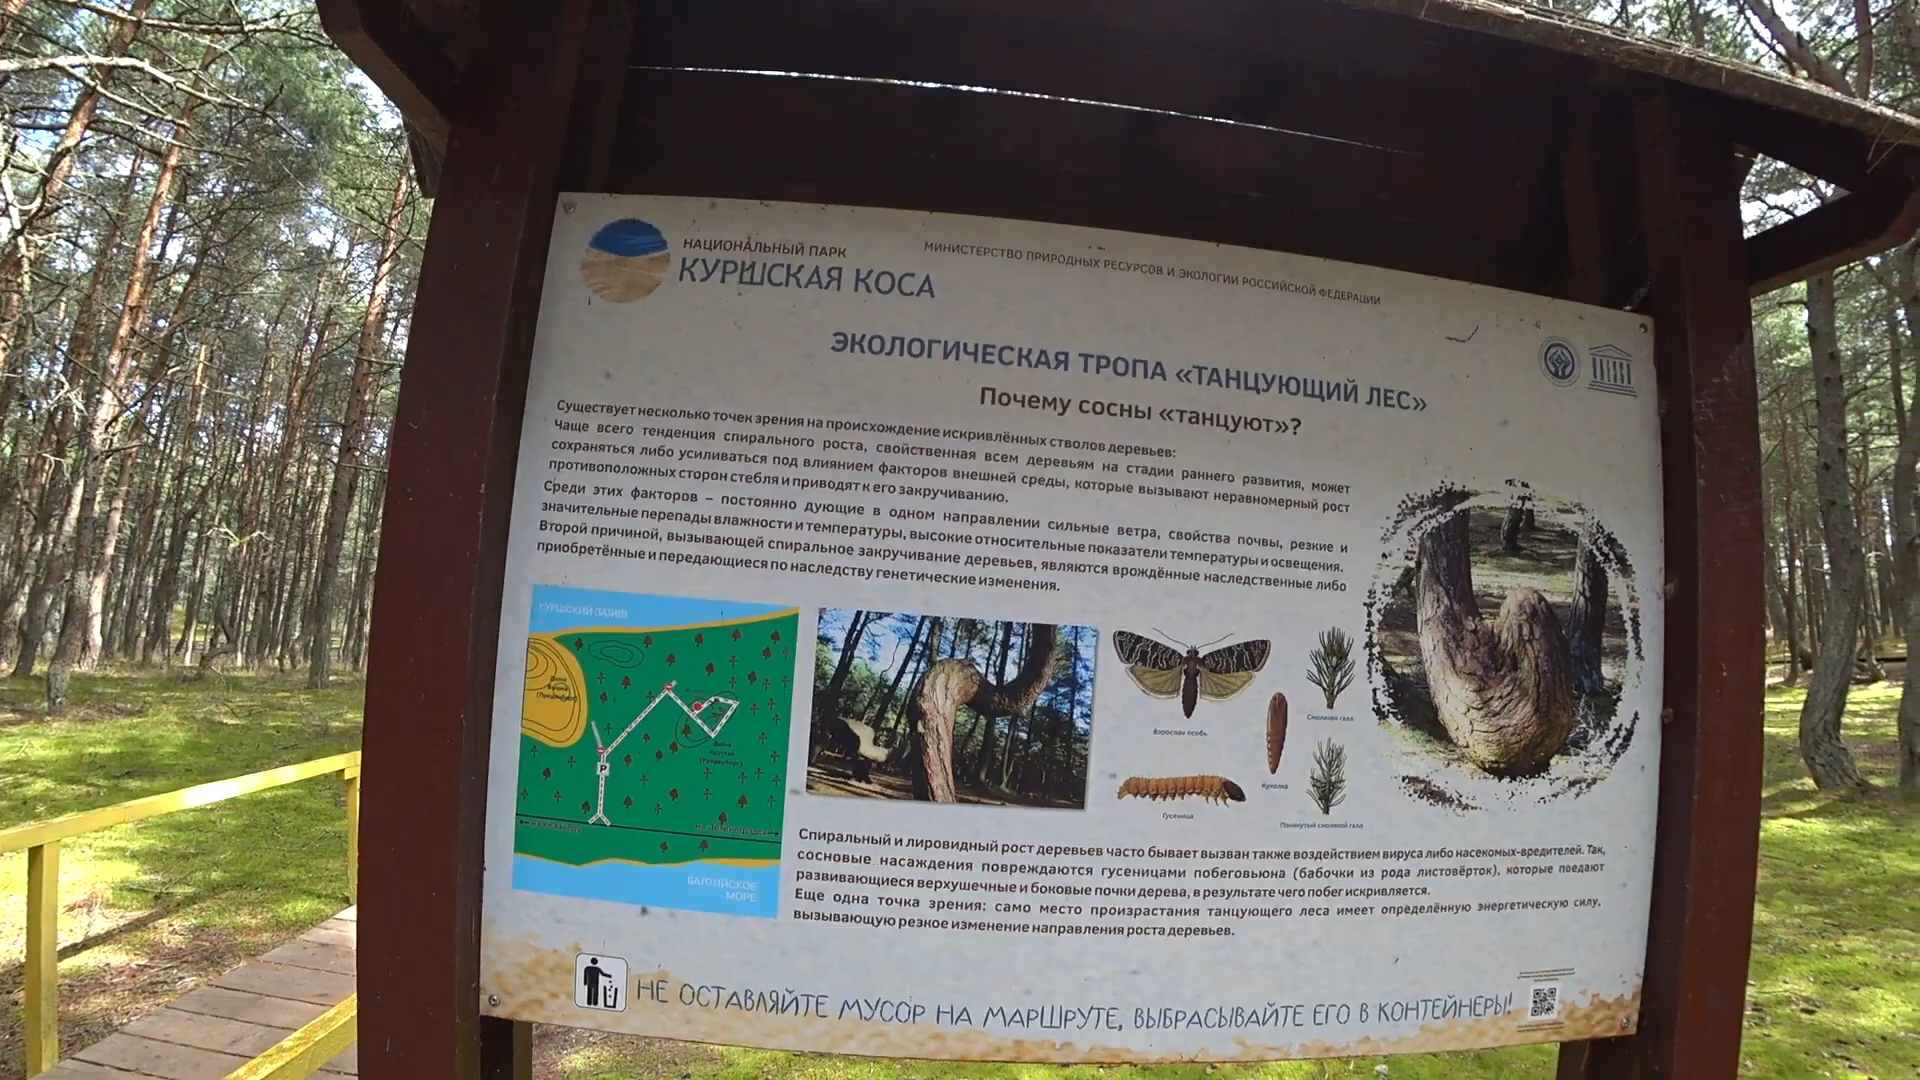 НАЦИОНАЛЬНЫЙ ПАРК
КУРШСКАЯ КОСА
МИНИСТЕРСТВО ПРИРОДНЫХ РЕСУРСОВ И ЭКОЛОГИИ РОССИЙСКОЙ ФЕДЕРАЦИИ
ЭКОЛОГИЧЕСКАЯ ТРОПА «ТАНЦУЮЩИЙ ЛЕС»
Почему сосны «танцуют»?
Существует несколько точек зрения на происхождение искривлённых стволов деревьев:
Чаще всего тенденция спирального роста, свойственная всем деревьям на стадии раннего развития, может
сохраняться либо усиливаться под влиянием факторов внешней среды, которые вызывают неравномерный рост
противоположных сторон стебля и приводят к его закручиванию.
Среди этих факторов – постоянно дующие в одном направлении сильные ветра, свойства почвы, резкие и
значительные перепады влажности и температуры, высокие относительные показатели температуры и освещения.
Второй причиной, вызывающей спиральное закручивание деревьев, являются врождённые наследственные либо
приобретённые и передающиеся по наследству генетические изменения.
КУРШСКИЙ ЗАЛИВ
Дюна
Круглая
P
БАЛТИЙСКОЕ
МОРЕ
Взрослая особь
Гусеница
Куколка
Смоляная галл
Покинутый смоляной галл
Спиральный и лировидный рост деревьев часто бывает вызван также воздействием вируса либо насекомых-вредителей. Так,
сосновые насаждения повреждаются гусеницами побеговьюна (бабочки из рода листовёрток), которые поедают
развивающиеся верхушечные и боковые почки дерева, в результате чего побег искривляется.
Еще одна точка зрения: само место произрастания танцующего леса имеет определённую энергетическую силу,
вызывающую резкое изменение направления роста деревьев.
НЕ ОСТАВЛЯЙТЕ МУСОР НА МАРШРУТЕ, ВЫБРАСЫВАЙТЕ ЕГО В КОНТЕЙНЕРЫ!